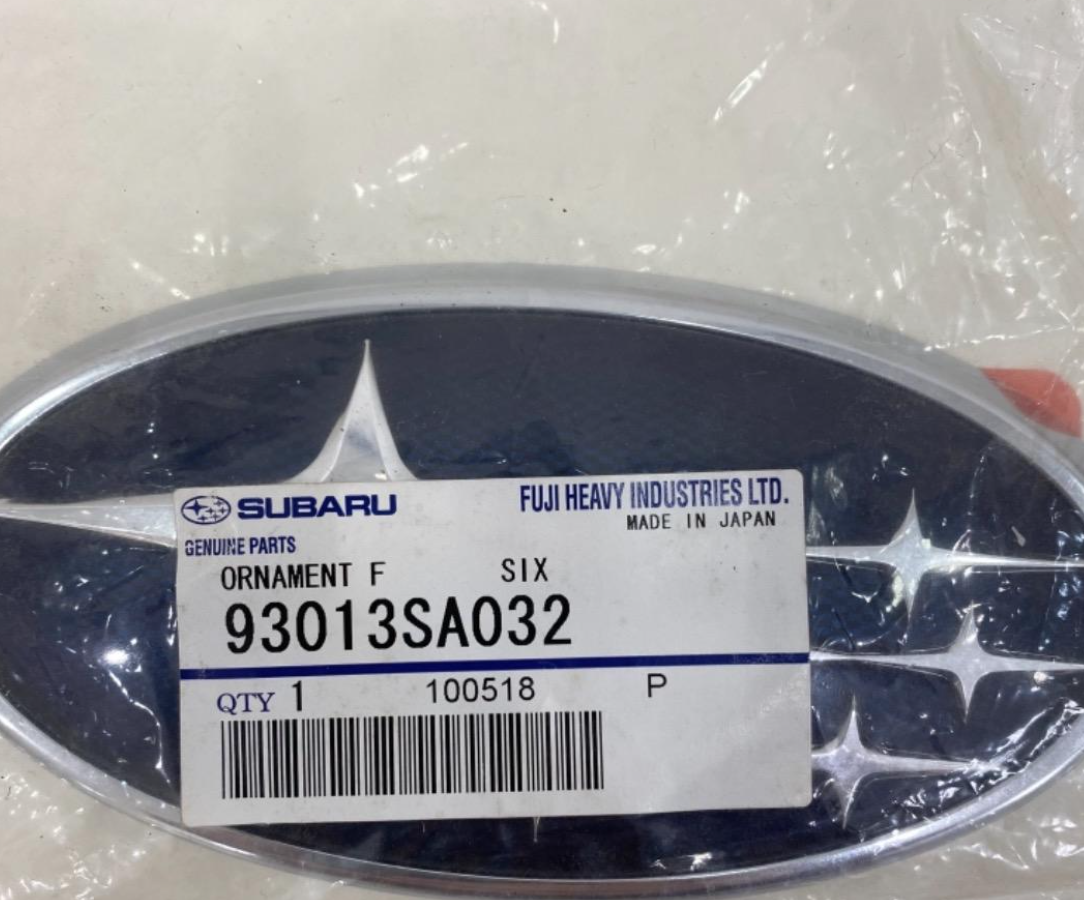 SUBARU FUJI HEAVY INDUSTRIES LTD.
MADE IN JAPAN
GENUINE PARTS
ORNAMENT F SIX
93013SA032
QTY 1 100518 P